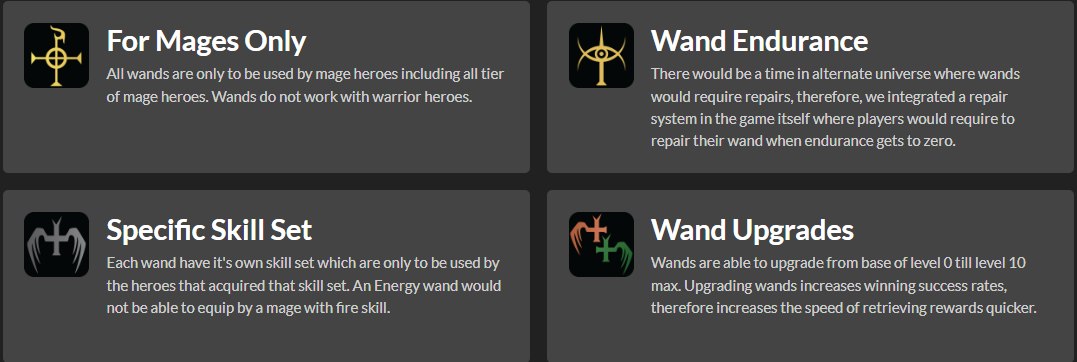 For Mages Only
All wands are only to be used by mage heroes including all tier
of mage heroes. Wands do not work with warrior heroes.
Wand Endurance
There would be a time in alternate universe where wands
would require repairs, therefore, we integrated a repair
system in the game itself where players would require to
repair their wand when endurance gets to zero.
Specific Skill Set
Each wand have it's own skill set which are only to be used by
the heroes that acquired that skill set. An Energy wand would
not be able to equip by a mage with fire skill.
Wand Upgrades
Wands are able to upgrade from base of level 0 till level 10
max. Upgrading wands increases winning success rates,
therefore increases the speed of retrieving rewards quicker.